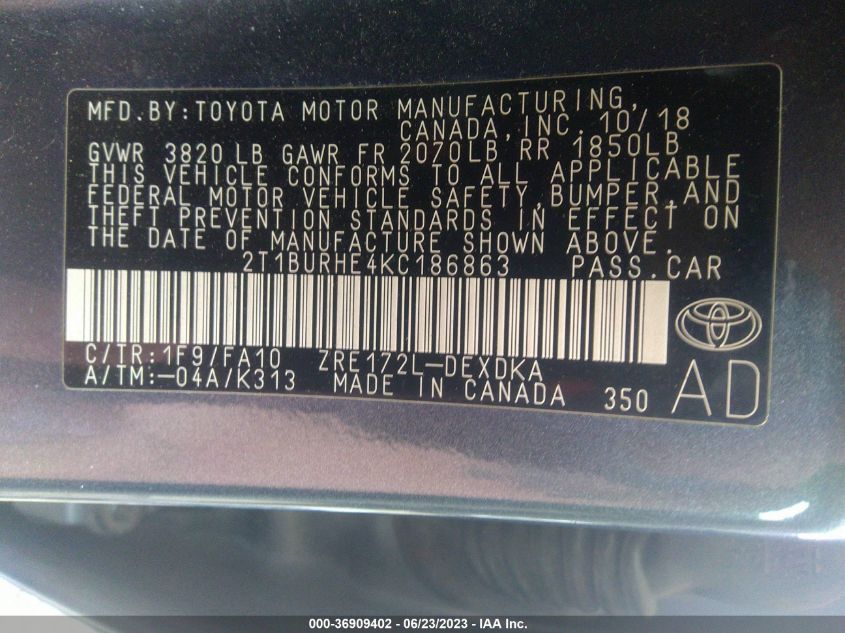 MFD.BY:TOYOTA MOTOR MANUFACTURING,
CANADA,INC. 10/18
GVWR 3820 LB GAWR FR 2070LB RR 1850LB
THIS VEHICLE CONFORMS TO ALL APPLICABLE
FEDERAL MOTOR VEHICLE SAFETY,BUMPER,AND
THEFT PREVENTION STANDARDS IN EFFECT ON
THE DATE OF MANUFACTURE SHOWN ABOVE.
2T1BURHE4KC186863 PASS.CAR
C/TR:1F9/FA10 ZRE172L-DEXDKA
A/TM:-04A/K313 MADE IN CANADA 350 AD
000-36909402 - 06/23/2023 - IAA Inc.